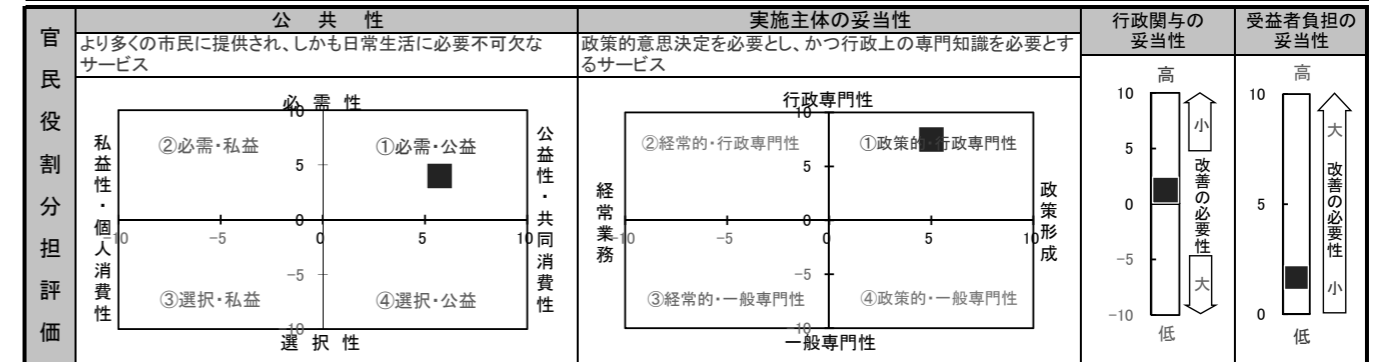 官民役割分担評価
公共性
より多くの市民に提供され、しかも日常生活に必要不可欠な
サービス
必需性
10
②必需・私益
①必需・公益
5
私益性・個人消費性
公益性・共同消費性
0
-10
-5
0
5
10
-5
③選択・私益
④選択・公益
-10
選択性
実施主体の妥当性
政策的意思決定を必要とし、かつ行政上の専門知識を必要とす
るサービス
行政専門性
10
②経常的・行政専門性
①政策的・行政専門性
5
経常業務
政策形成
0
-10
-5
0
5
10
-5
③経常的・一般専門性
④政策的・一般専門性
-10
一般専門性
行政関与の
妥当性
高
10
5
0
-5
-10
低
小
改善の必要性
大
受益者負担の
妥当性
高
10
5
0
低
大
改善の必要性
小